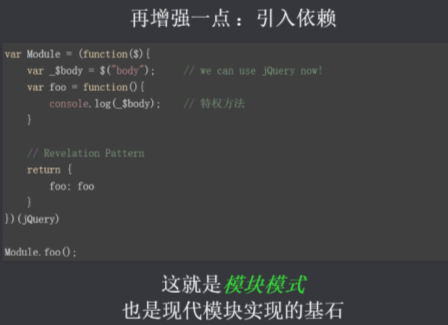 再增强一点：引入依赖
var Module = (function($){
    var _$body = $("body");     // we can use jQuery now!
    var foo = function(){
        console.log(_$body);    // 特权方法
    }
    // Revelation Pattern
    return {
        foo: foo
    }
})(jQuery)
Module.foo();
这就是模块模式
也是现代模块实现的基石